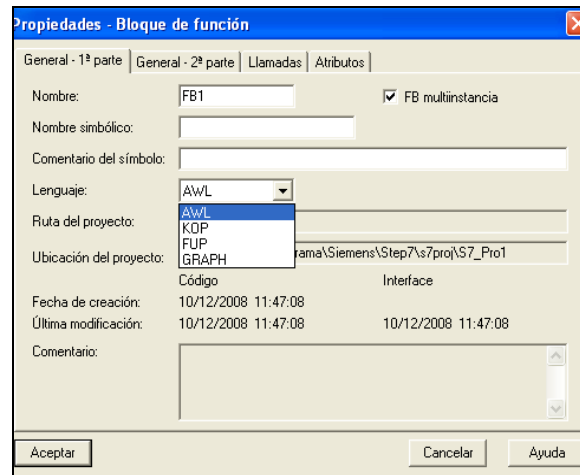 Propiedades - Bloque de función
General - 1ª parte General - 2ª parte Llamadas Atributos
Nombre: FB1 FB multiinstancia
Nombre simbólico:
Comentario del símbolo:
Lenguaje: AWL
AWL
Ruta del proyecto:
KOP
FUP
Ubicación del proyecto: rama\Siemens\Step7\s7proj\S7_Pro1
GRAPH
Código Interface
Fecha de creación: 10/12/2008 11:47:08
Última modificación: 10/12/2008 11:47:08 10/12/2008 11:47:08
Comentario:
Aceptar Cancelar Ayuda